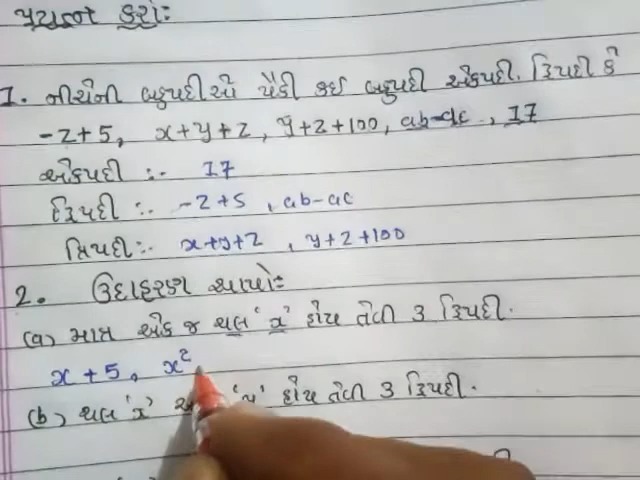 પ્રયત્ન કરો:
1. નીચેની બહુપદીઓ પૈકી કઈ બહુપદી એકપદી, દ્વિપદી કે
-z+5, x+y+z, y+z+100, ab-ac, 17
એકપદી :- 17
દ્વિપદી :- -z+5, ab-ac
ત્રિપદી :- x+y+z, y+z+100
2. ઉદાહરણ આપો:
(a) માત્ર એક જ ચલ 'x' હોય તેવી 3 દ્વિપદી.
x+5, x²
(b) ચલ 'x' 'y' હોય તેવી 3 દ્વિપદી.